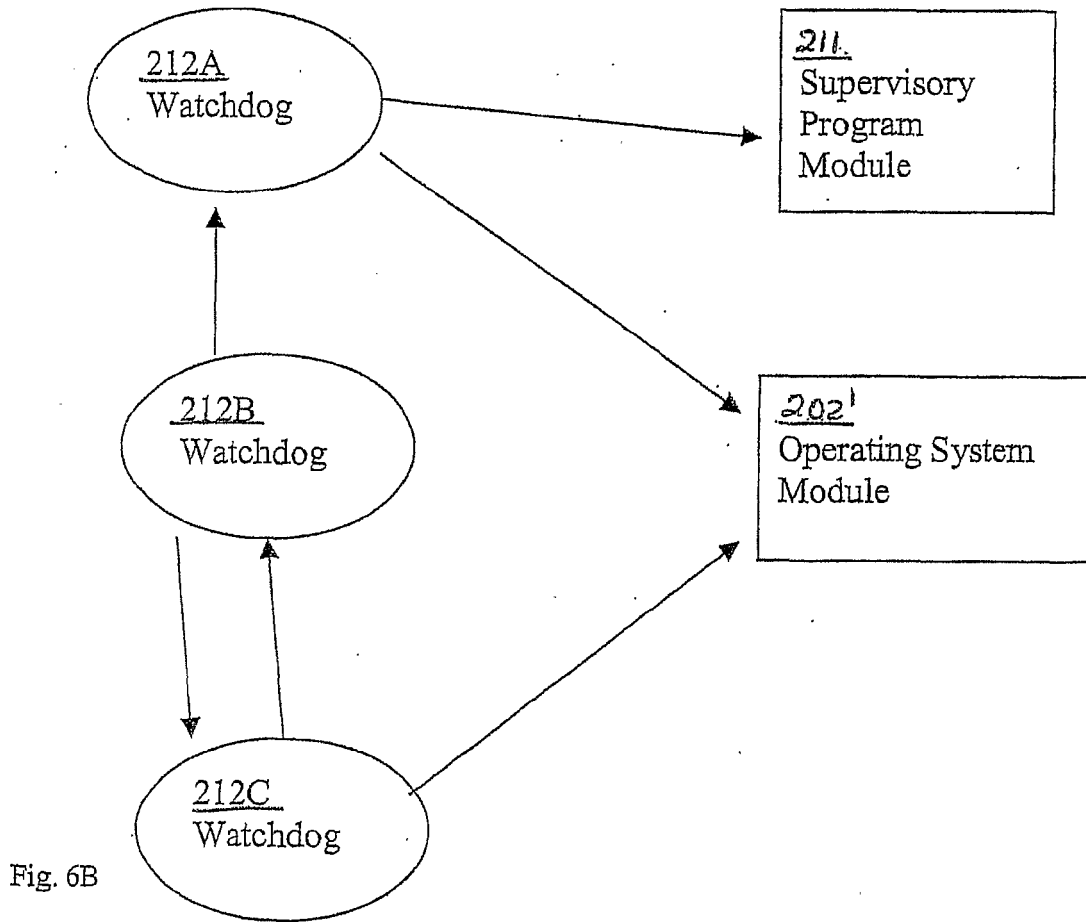 212A
Watchdog
211.
Supervisory
Program
Module
212B
Watchdog
202'
Operating System
Module
212C
Watchdog
Fig. 6B